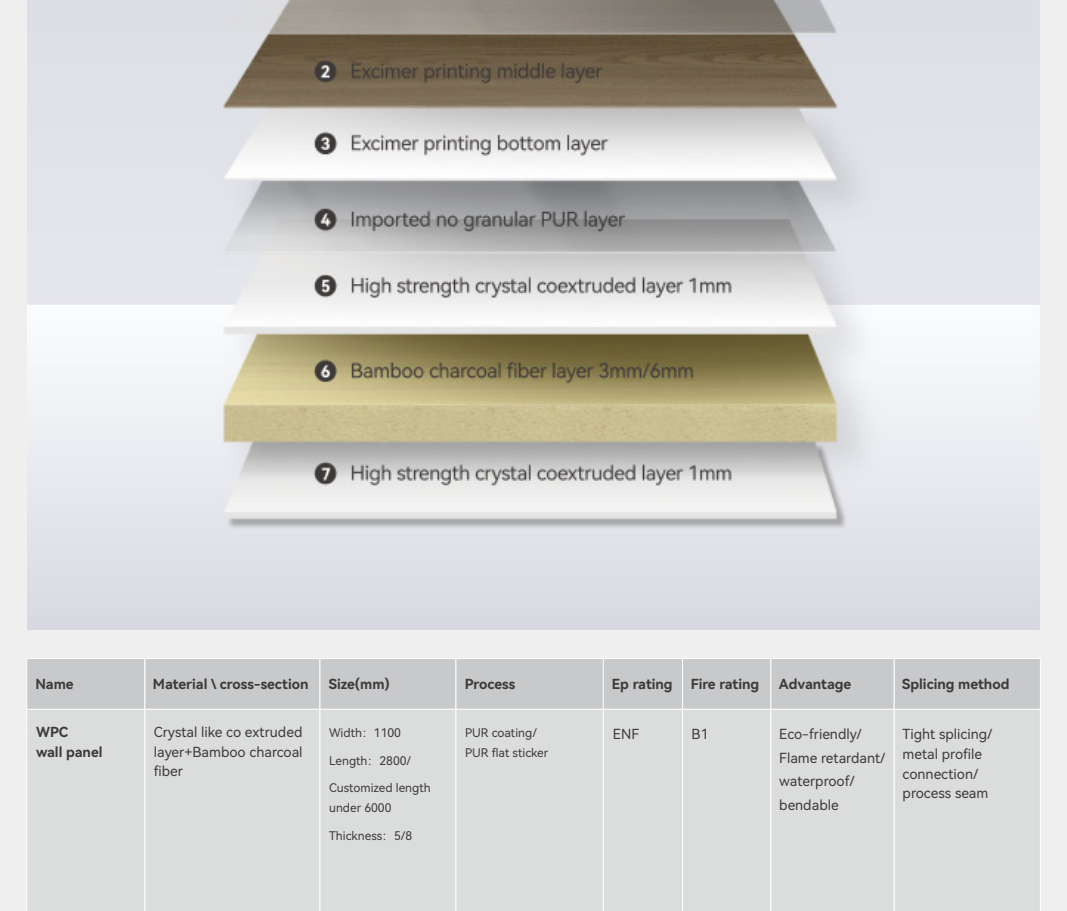 2 Excimer printing middle layer
3 Excimer printing bottom layer
4 Imported no granular PUR layer
5 High strength crystal coextruded layer 1mm
6 Bamboo charcoal fiber layer 3mm/6mm
7 High strength crystal coextruded layer 1mm
Name Material \ cross-section Size(mm) Process Ep rating Fire rating Advantage Splicing method
WPC
wall panel
Crystal like co extruded
layer+Bamboo charcoal
fiber
Width: 1100
Length: 2800/
Customized length
under 6000
Thickness: 5/8
PUR coating/
PUR flat sticker
ENF
B1
Eco-friendly/
Flame retardant/
waterproof/
bendable
Tight splicing/
metal profile
connection/
process seam